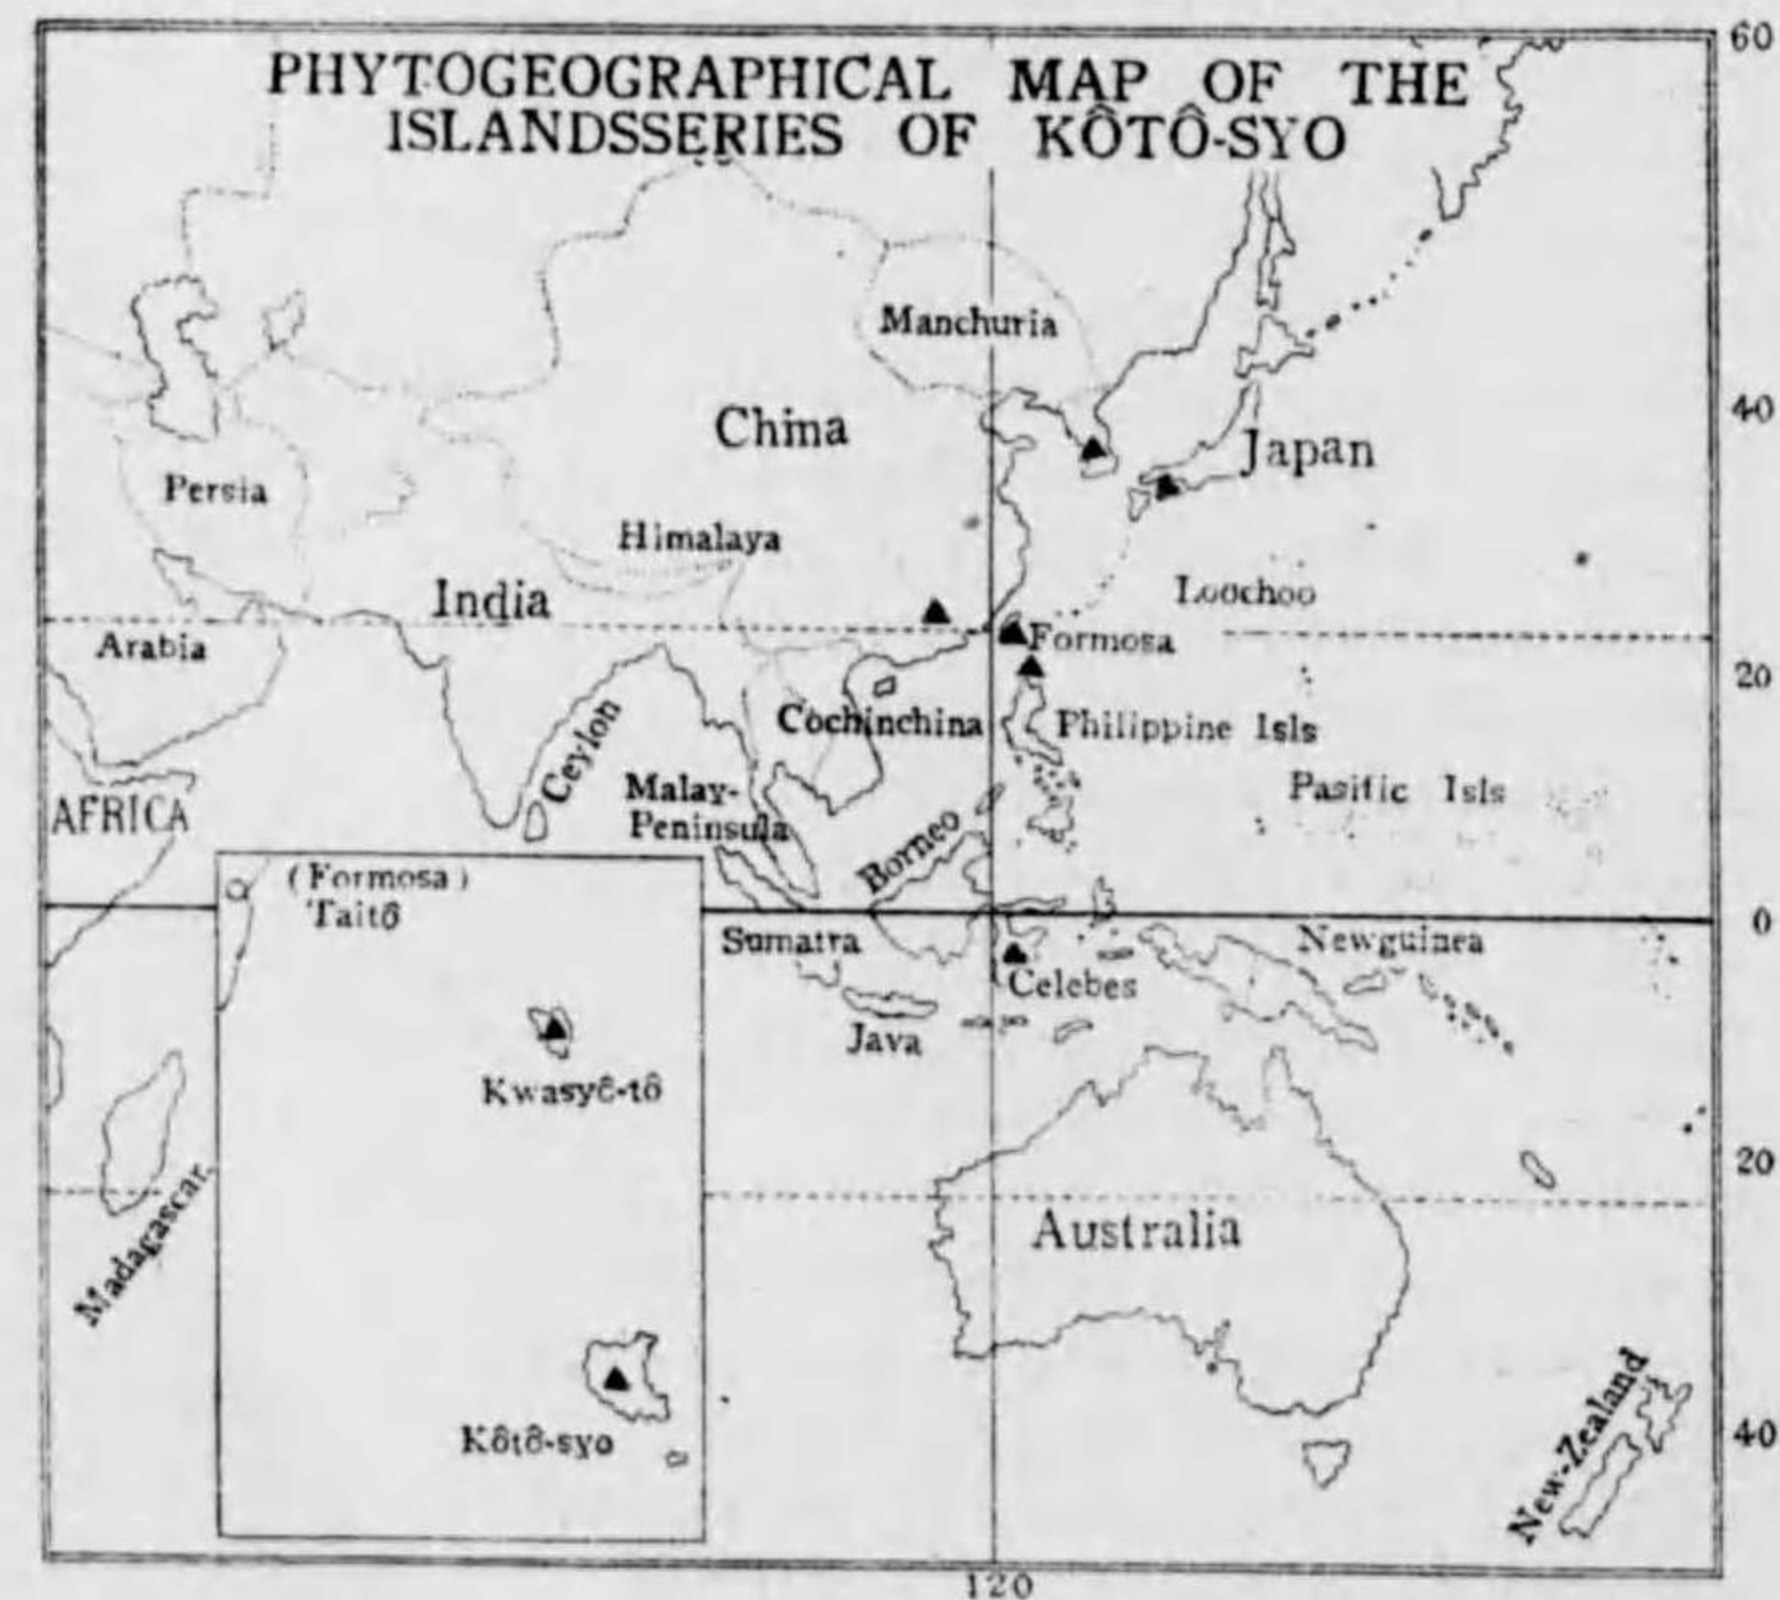 PHYTOGEOGRAPHICAL MAP OF THE
ISLANDSSERIES OF KÔTÔ-SYO
60
Manchuria
40
China
Japan
Persia
Himalaya
India
Loochoo
Arabia
Formosa
20
Ceylon
Cochinchina
Philippine Isls
Malay-
Peninsula
Pasific Isls
AFRICA
Borneo
(Formosa)
Taitô
0
Sumatra
Newguinea
Celebes
Java
Kwasyô-tô
20
Madagascar.
Australia
New-Zealand
Kôtô-syo
40
120